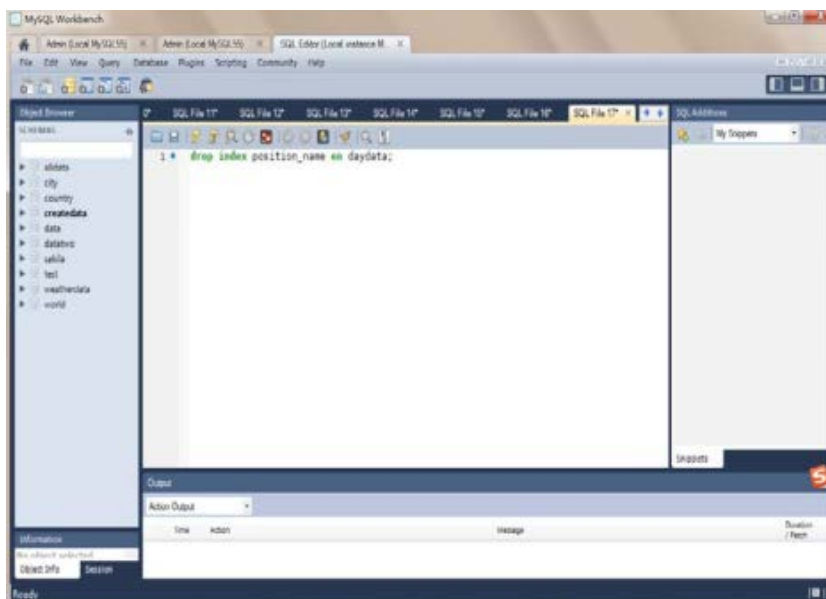 MySQL Workbench
Admin (Local MySQL55) × Admin (Local MySQL55) × SQL Editor (Local instance M... ×
File Edit View Query Database Plugins Scripting Community Help
Object Browser
SQL File 11* SQL File 12* SQL File 13* SQL File 14* SQL File 15* SQL File 16* SQL File 17* ×
SQL Additions
SCHEMAS
My Snippets
1 drop index position_name on daydata;
city
country
createdata
data
sakila
test
weatherdata
world
Snippets
Output
Action Output
Time Action Message Duration / Fetch
Information
No object selected
Object Info Session
Ready